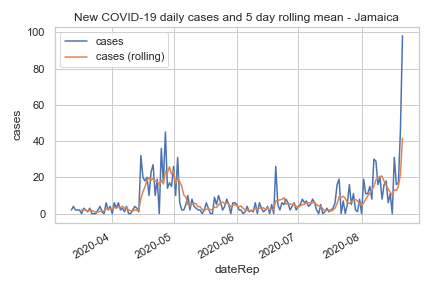 New COVID-19 daily cases and 5 day rolling mean - Jamaica
cases
cases (rolling)
100
80
60
40
20
0
cases
2020-04
2020-05
2020-06
2020-07
2020-08
dateRep